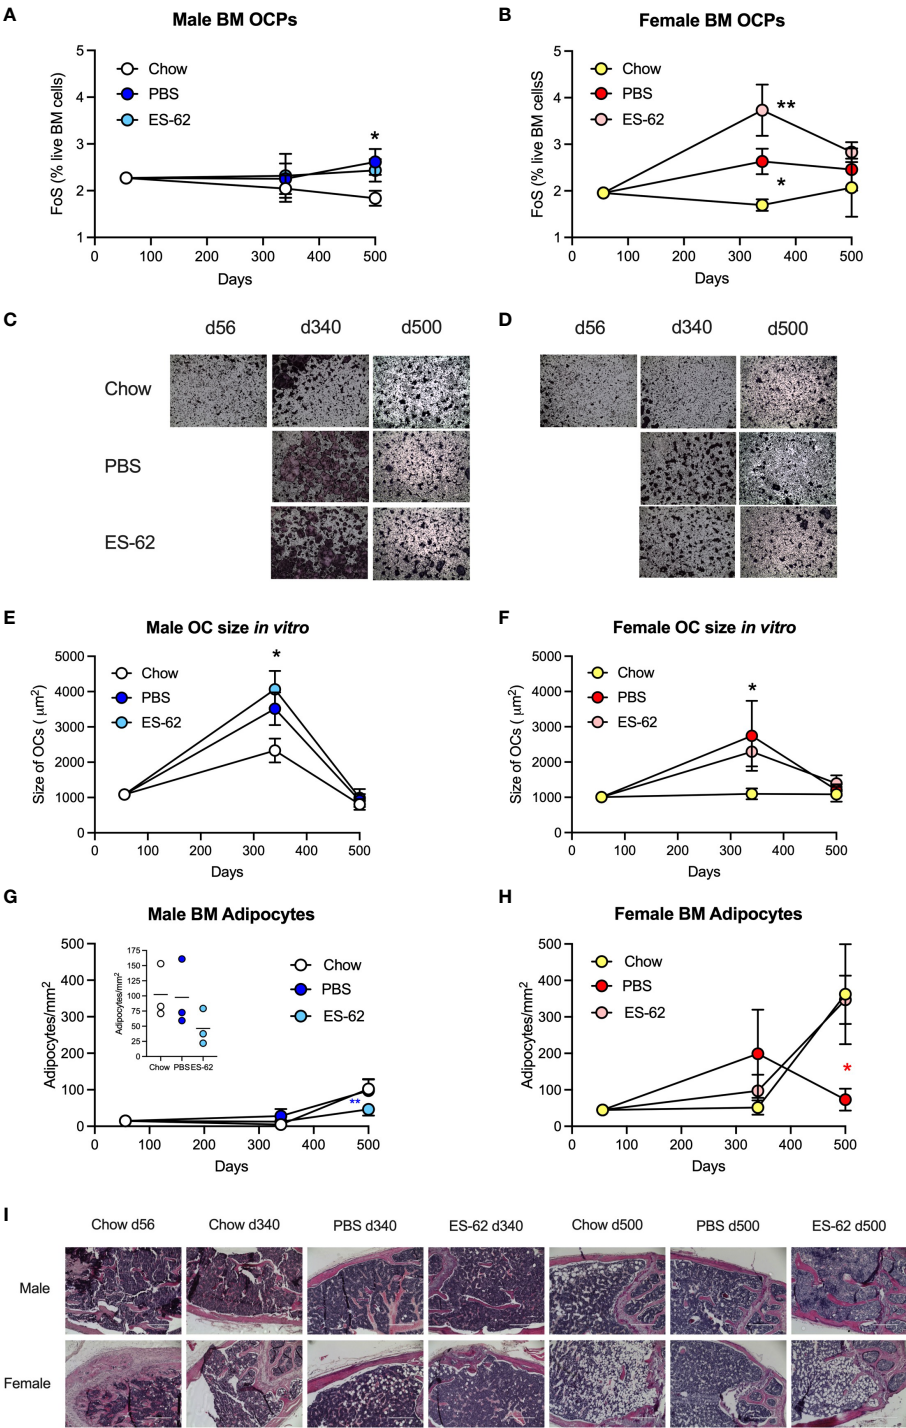 A
B
Male BM OCPs
Female BM OCPs
5
4
3
2
1
FoS (% live BM cells)
Chow
PBS
ES-62
*
0 100 200 300 400 500
Days
5
4
3
2
1
FoS (% live BM cellsS
Chow
PBS
ES-62
**
*
0 100 200 300 400 500
Days
C
D
d56 d340 d500
d56 d340 d500
Chow
PBS
ES-62
E
F
Male OC size in vitro
Female OC size in vitro
5000
4000
3000
2000
1000
0
Size of OCs ( μm2)
Chow
PBS
ES-62
*
0 100 200 300 400 500
Days
5000
4000
3000
2000
1000
0
Size of OCs ( μm2)
Chow
PBS
ES-62
*
0 100 200 300 400 500
Days
G
H
Male BM Adipocytes
Female BM Adipocytes
500
400
300
200
100
0
Adipocytes/mm2
175
150
125
100
75
50
25
0
Adipocytes/mm2
Chow PBS ES-62
Chow
PBS
ES-62
**
0 100 200 300 400 500
Days
500
400
300
200
100
0
Adipocytes/mm2
Chow
PBS
ES-62
*
0 100 200 300 400 500
Days
I
Chow d56 Chow d340 PBS d340 ES-62 d340 Chow d500 PBS d500 ES-62 d500
Male
Female